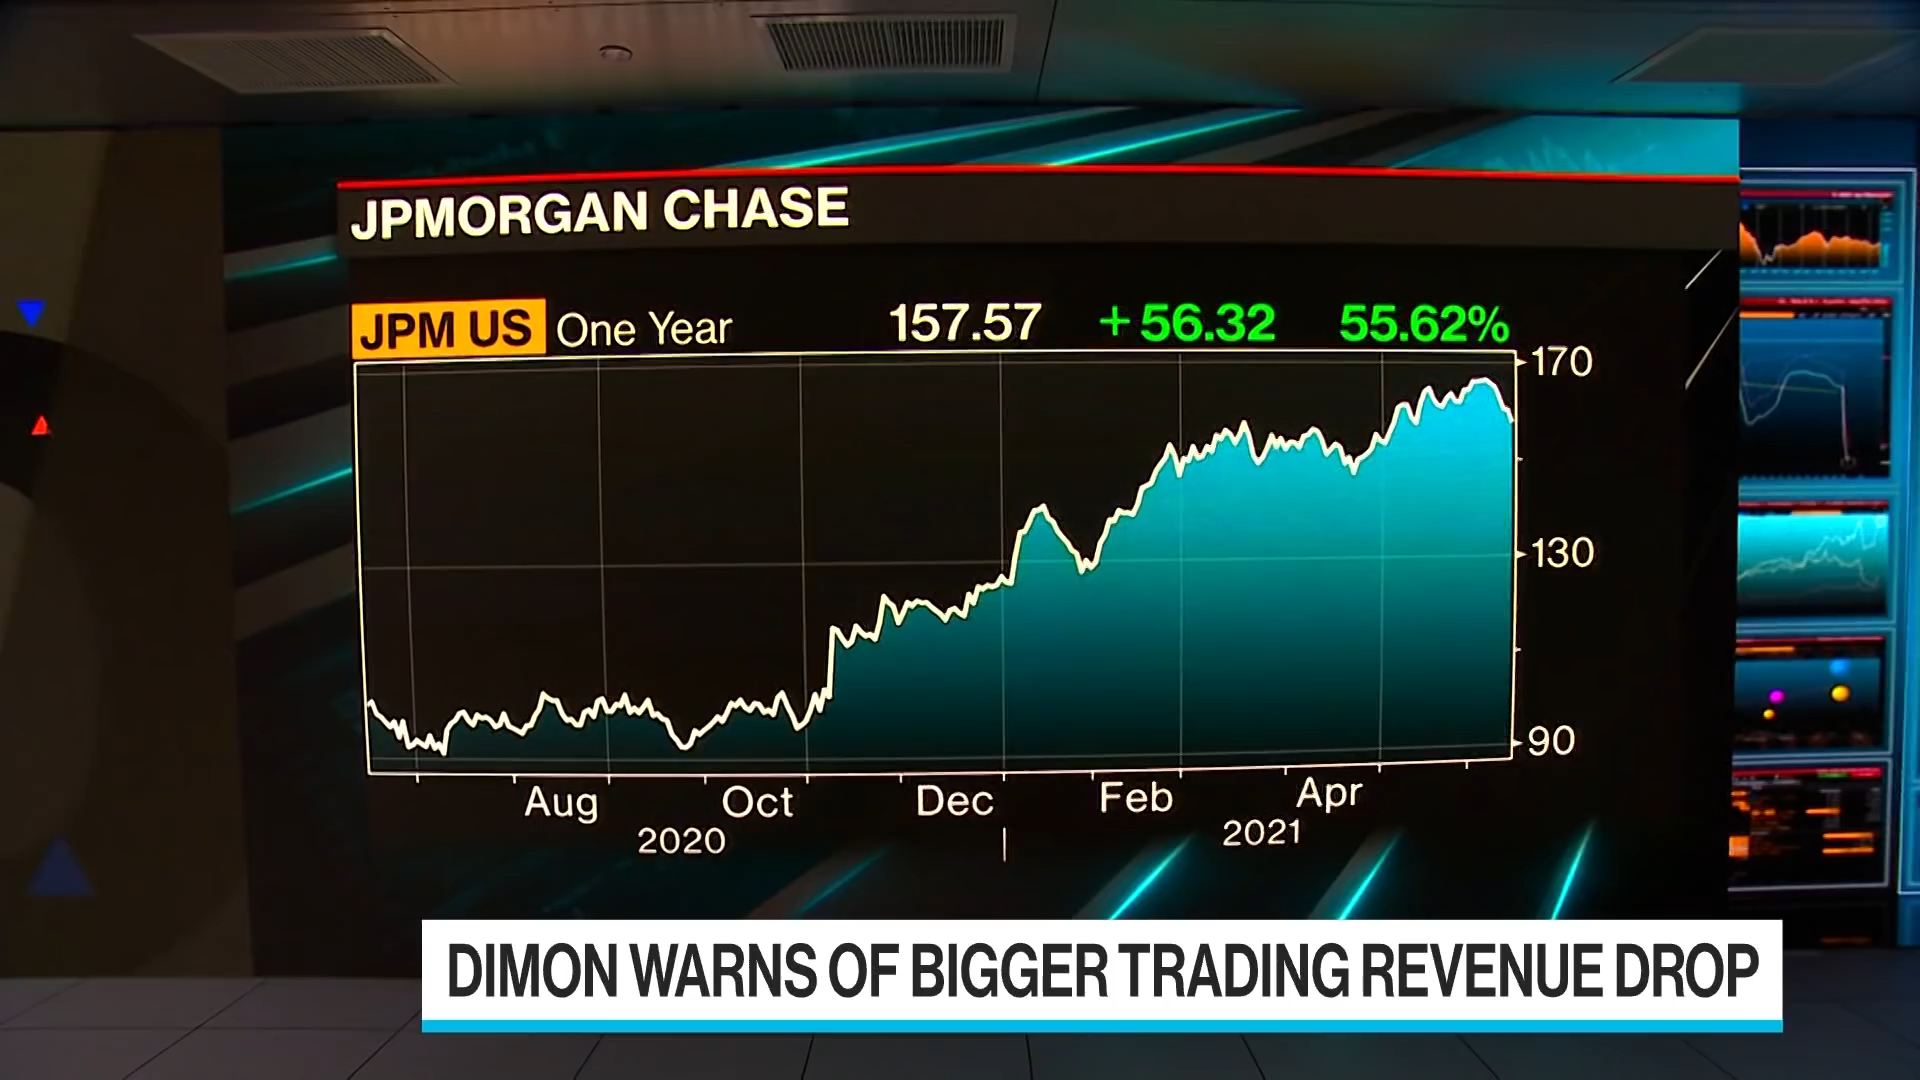 JPMORGAN CHASE
JPM US One Year 157.57 +56.32 55.62%
170
130
90
Aug Oct Dec Feb Apr
2020 2021
DIMON WARNS OF BIGGER TRADING REVENUE DROP